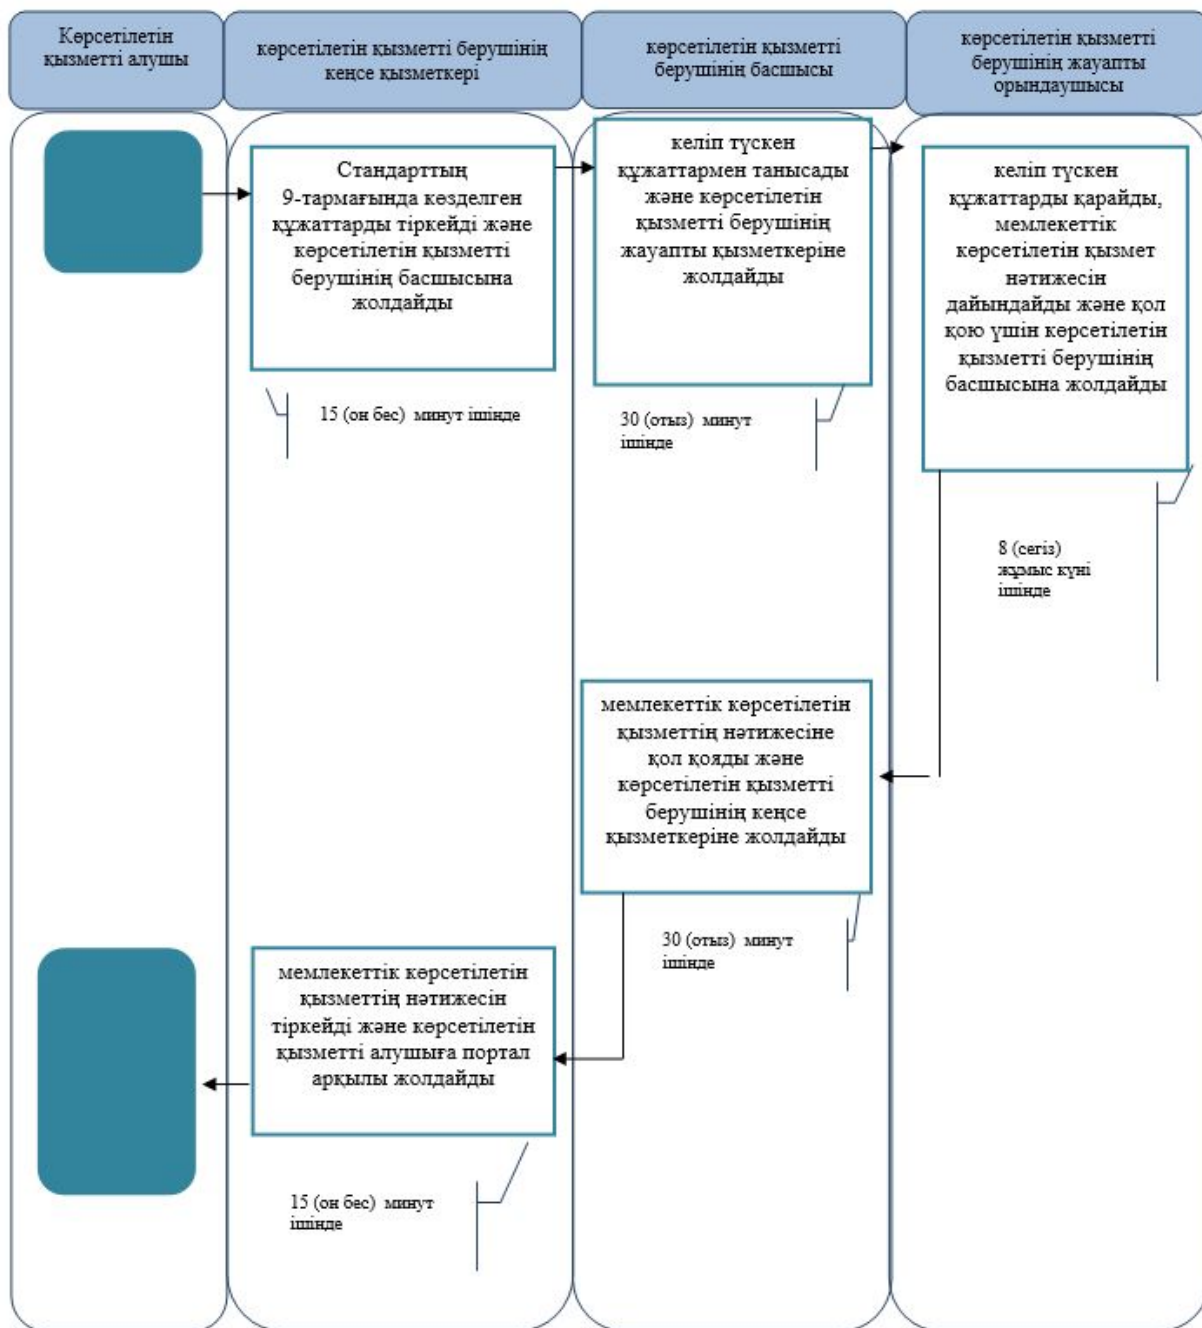 Көрсетілетін
қызметті алушы
көрсетілетін қызметті берушінің
кеңсе қызметкері
көрсетілетін қызметті
берушінің басшысы
көрсетілетін қызметті
берушінің жауапты
орындаушысы
Стандарттың
9-тармағында көзделген
құжаттарды тіркейді және
көрсетілетін қызметті
берушінің басшысына
жолдайды
келіп түскен
құжаттармен танысады
және көрсетілетін
қызметті берушінің
жауапты қызметкеріне
жолдайды
келіп түскен
құжаттарды қарайды,
мемлекеттік
көрсетілетін қызмет
нәтижесін
дайындайды және қол
қою үшін көрсетілетін
қызметті берушінің
басшысына жолдайды
15 (он бес) минут ішінде
30 (отыз) минут
ішінде
8 (сегіз)
жұмыс күні
ішінде
мемлекеттік көрсетілетін
қызметтің нәтижесіне
қол қояды және
көрсетілетін қызметті
берушінің кеңсе
қызметкеріне жолдайды
30 (отыз) минут
ішінде
мемлекеттік көрсетілетін
қызметтің нәтижесін
тіркейді және көрсетілетін
қызметті алушыға портал
арқылы жолдайды
15 (он бес) минут
ішінде